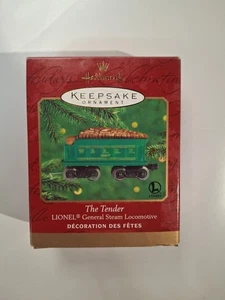 Hallmark
KEEPSAKE
ORNAMENT
The Tender
LIONEL® General Steam Locomotive
DÉCORATION DES FÊTES